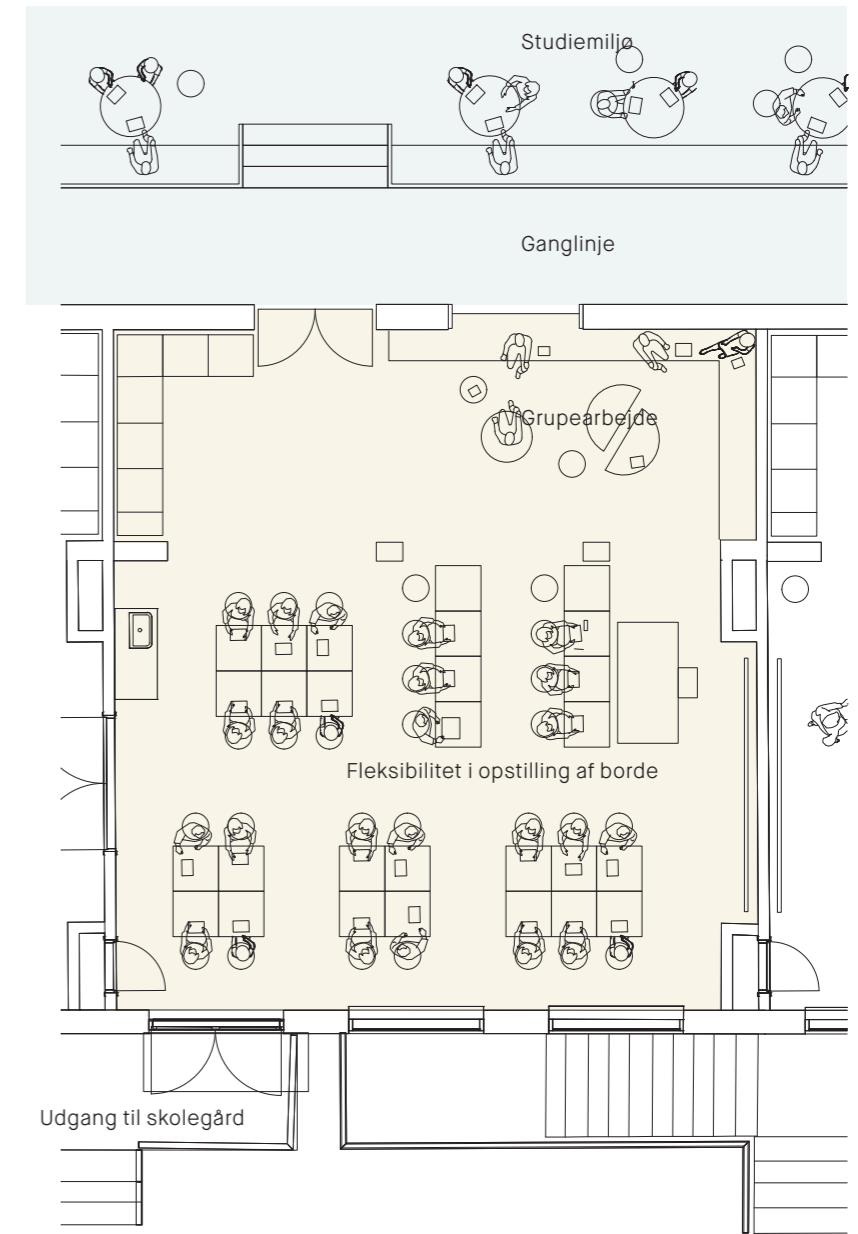 Studiemiljø
Ganglinje
Grupearbejde
Fleksibilitet i opstilling af borde
Udgang til skolegård